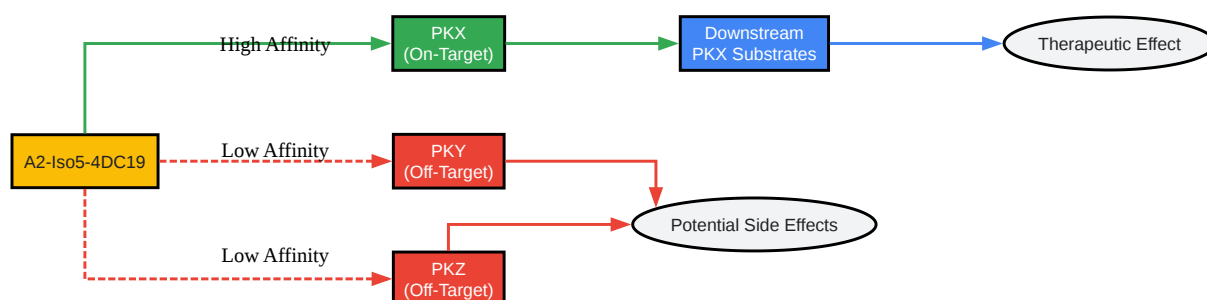 High Affinity
PKX
(On-Target)
Downstream
PKX Substrates
Therapeutic Effect
A2-Iso5-4DC19
Low Affinity
PKY
(Off-Target)
Potential Side Effects
Low Affinity
PKZ
(Off-Target)